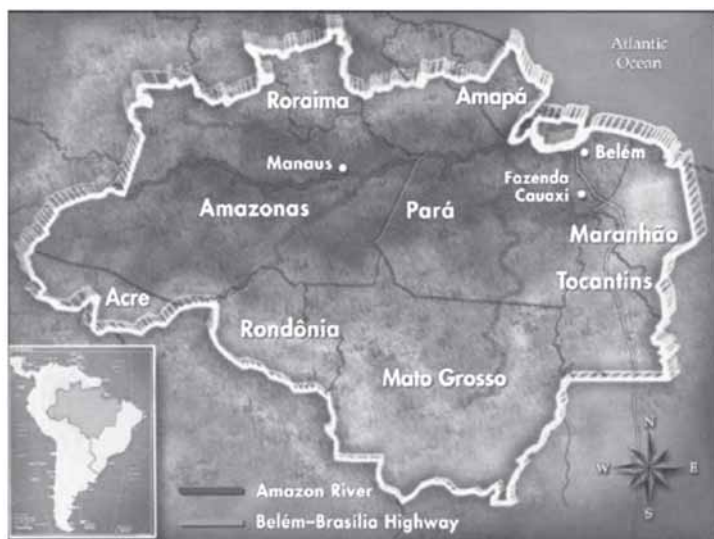 Atlantic
Ocean
Roraima
Amapá
Belém
Manaus
Fazenda
Cauaxi
Amazonas
Pará
Maranhão
Tocantins
Acre
Rondônia
Mato Grosso
N
W
E
S
Amazon River
Belém–Brasília Highway